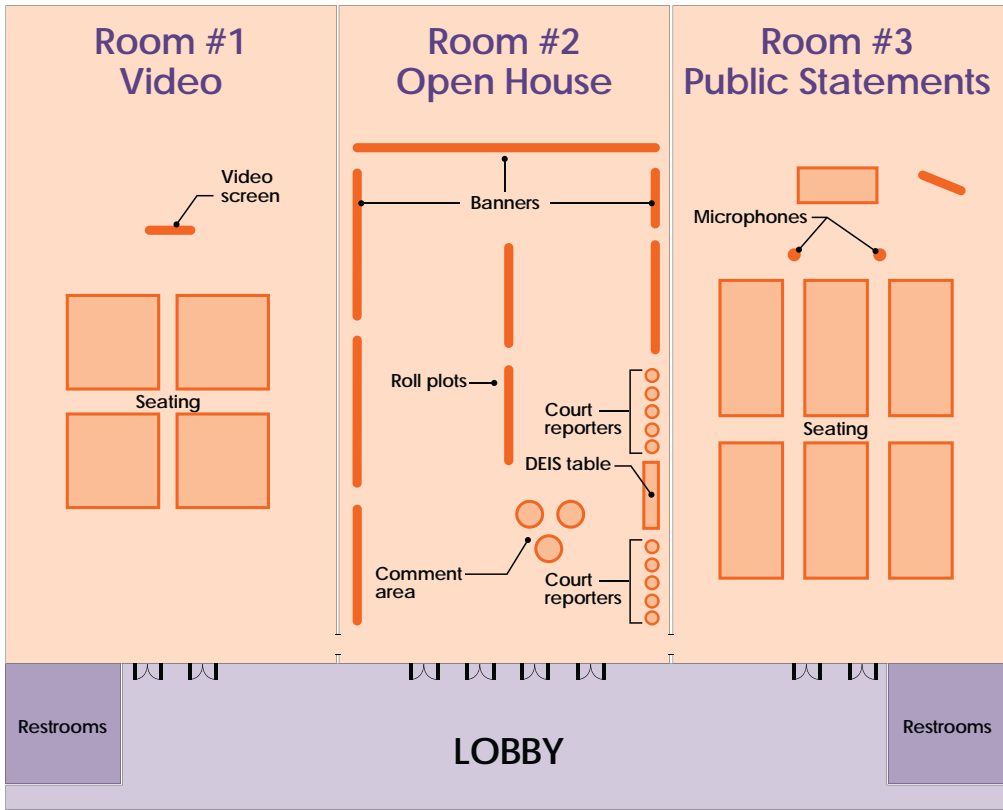 Room #1
Video
Room #2
Open House
Room #3
Public Statements
Video
screen
Seating
Banners
Roll plots
Court
reporters
DEIS table
Comment
area
Court
reporters
Microphones
Seating
Restrooms
LOBBY
Restrooms